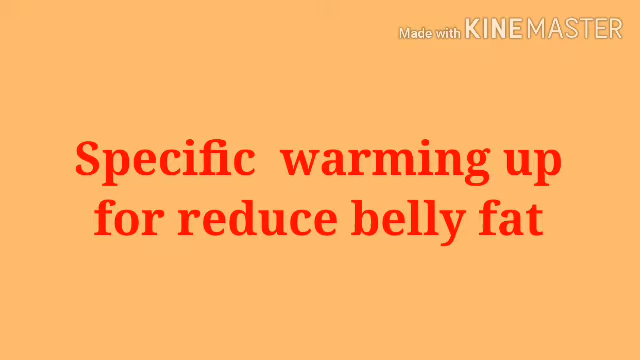 Made with KINEMASTER
Specific warming up
for reduce belly fat